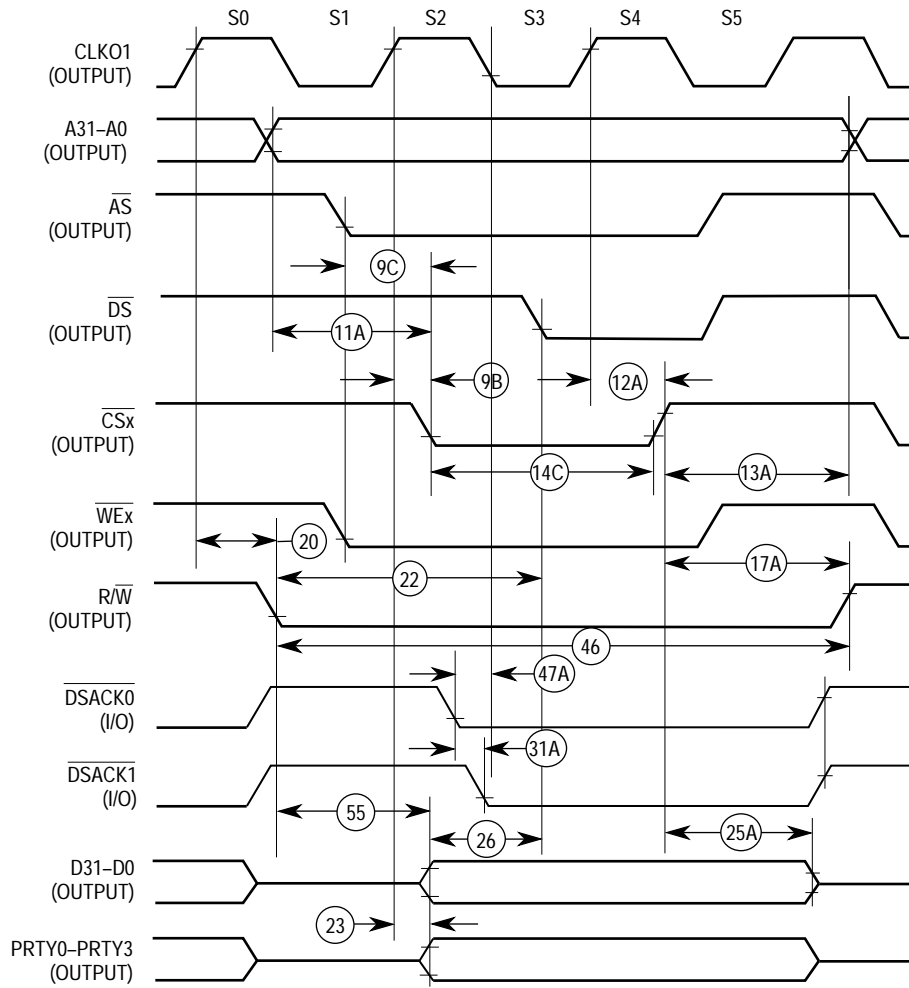 S0 S1 S2 S3 S4 S5
CLKO1
(OUTPUT)
A31–A0
(OUTPUT)
AS
(OUTPUT)
9C
DS
(OUTPUT)
11A
9B
12A
CSx
(OUTPUT)
14C
13A
WEx
(OUTPUT)
20
17A
22
R/W
(OUTPUT)
46
47A
DSACK0
(I/O)
31A
DSACK1
(I/O)
55
26
25A
D31–D0
(OUTPUT)
23
PRTY0–PRTY3
(OUTPUT)